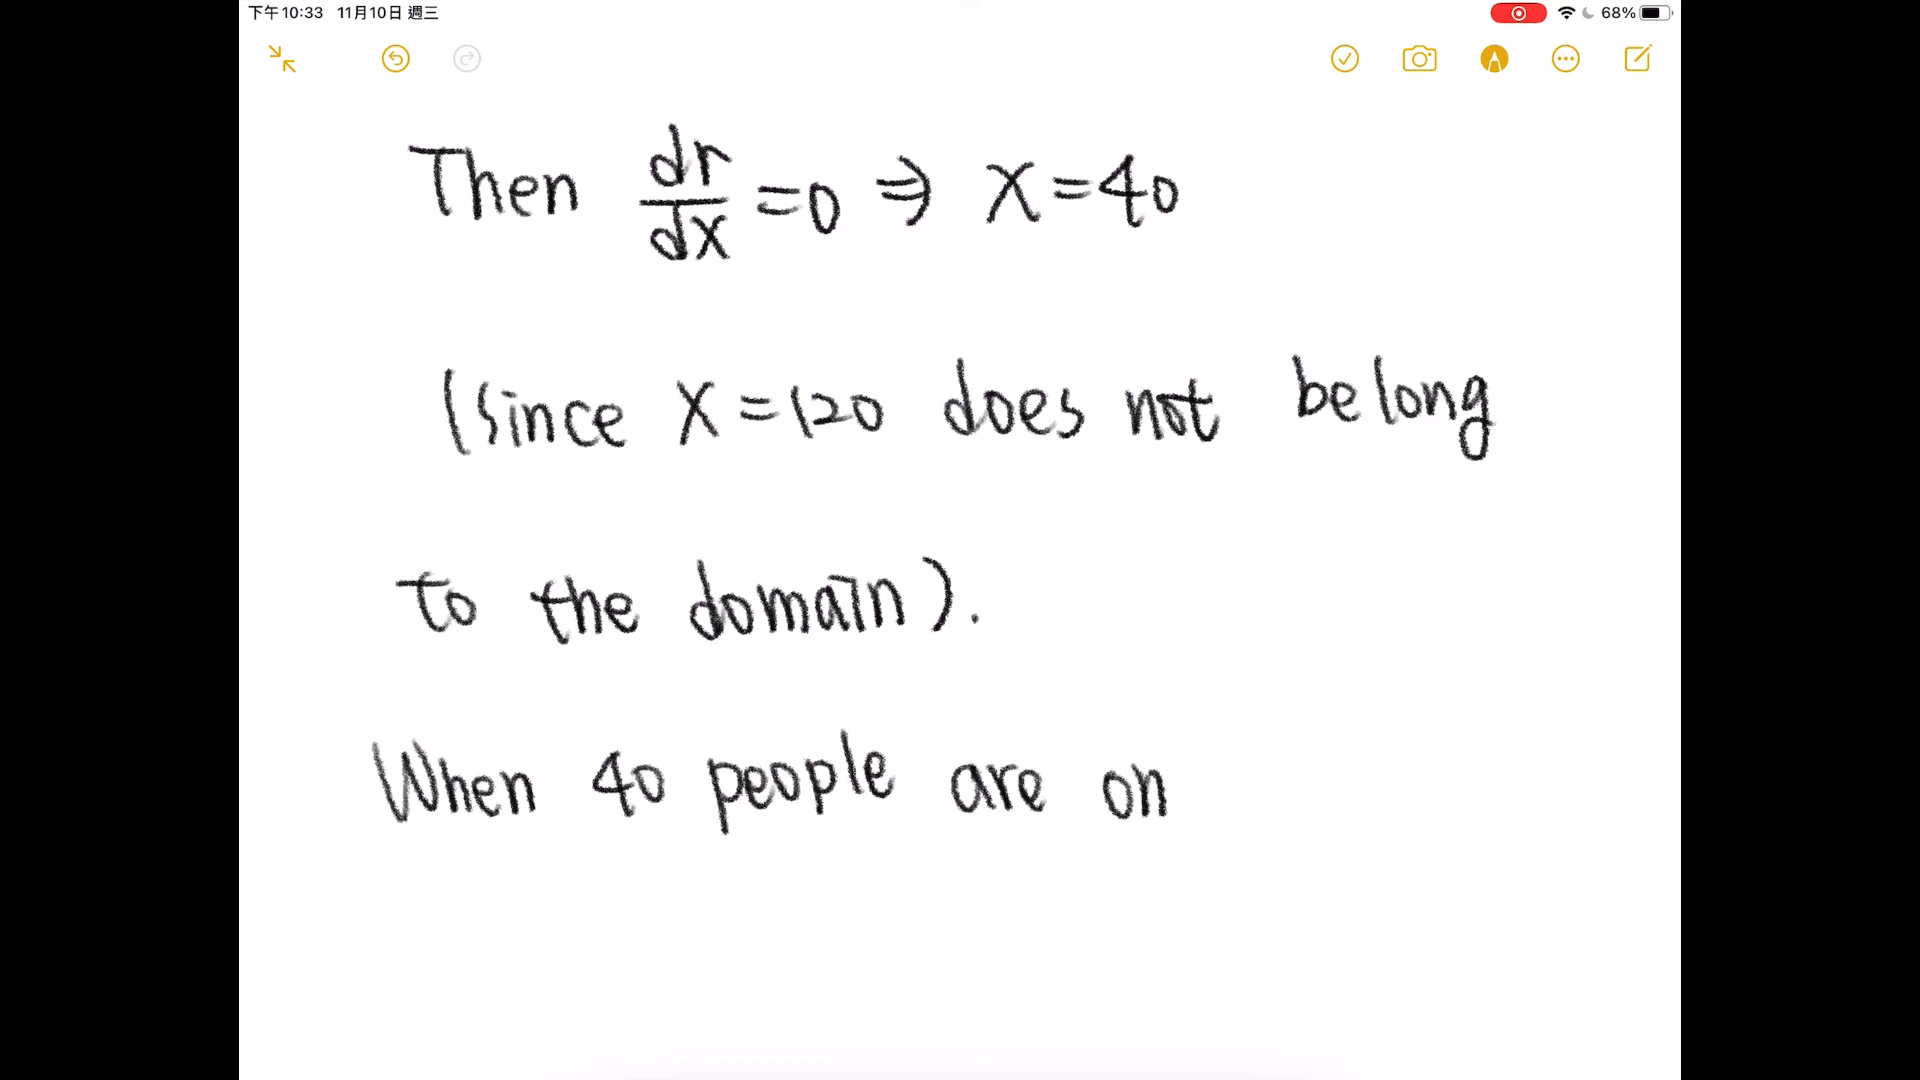 下午10:33 11月10日 週三 68%
Then dr/dx = 0 ⇒ x = 40
(since x = 120 does not belong
to the domain).
When 40 people are on